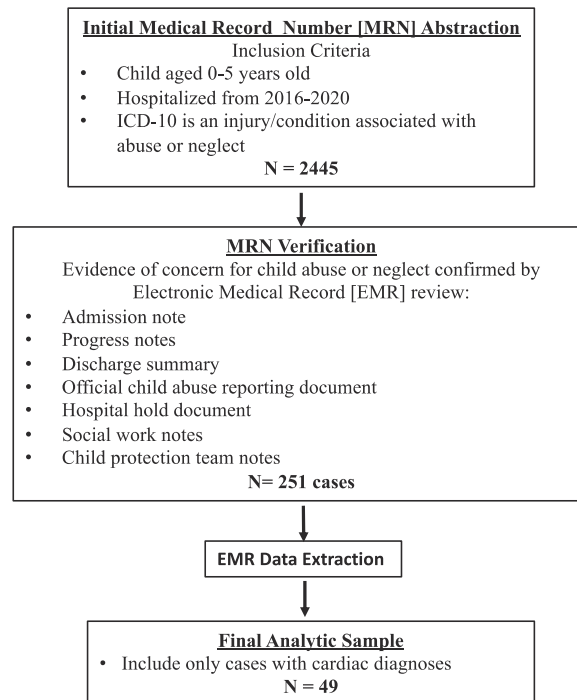 Initial Medical Record  Number [MRN] Abstraction
Inclusion Criteria
• Child aged 0-5 years old
• Hospitalized from 2016-2020
• ICD-10 is an injury/condition associated with
abuse or neglect
N = 2445
MRN Verification
Evidence of concern for child abuse or neglect confirmed by
Electronic Medical Record [EMR] review:
• Admission note
• Progress notes
• Discharge summary
• Official child abuse reporting document
• Hospital hold document
• Social work notes
• Child protection team notes
N= 251 cases
EMR Data Extraction
Final Analytic Sample
• Include only cases with cardiac diagnoses
N = 49